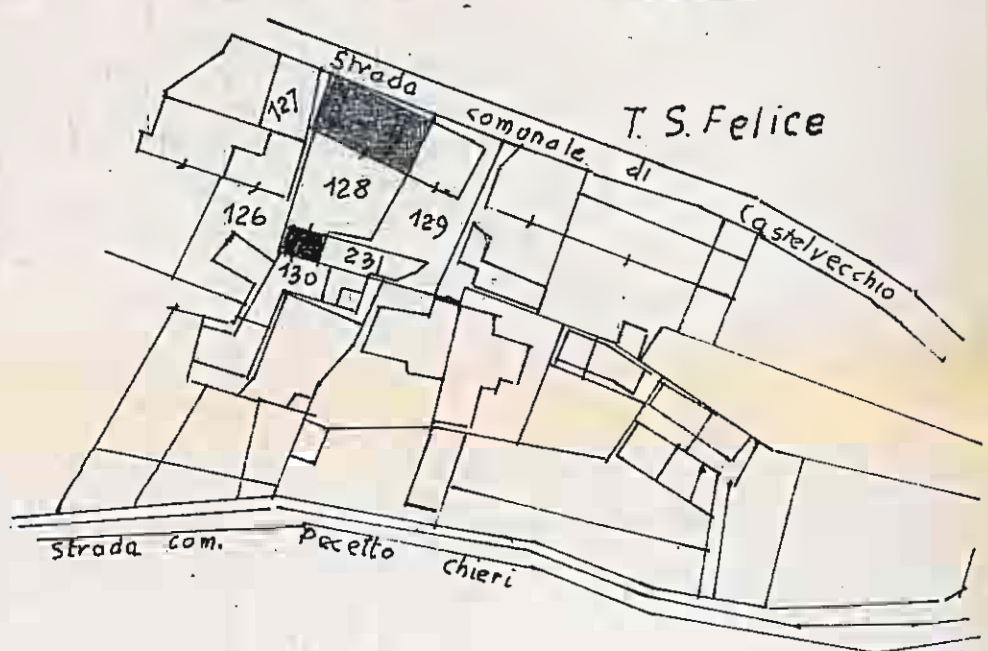 Strada comunale di Castelvecchio
T. S. Felice
127
128
126
129
23
130
Strada com. Pecetto Chieri